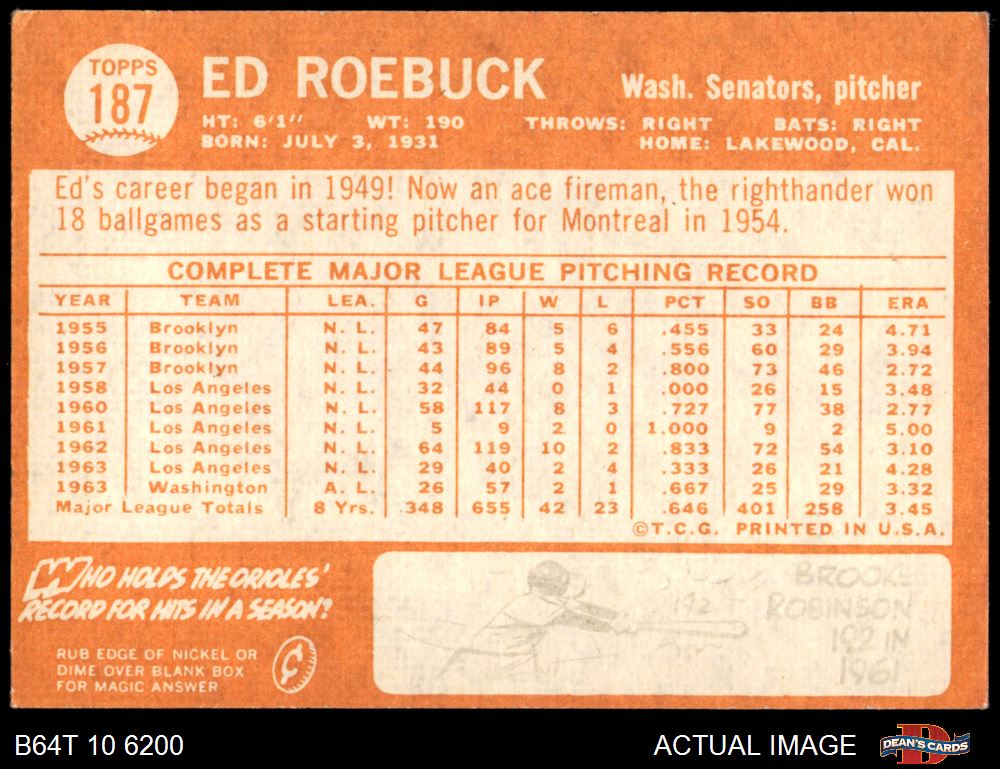 TOPPS
187
ED ROEBUCK
Wash. Senators, pitcher
HT: 6'1" WT: 190 THROWS: RIGHT BATS: RIGHT
BORN: JULY 3, 1931 HOME: LAKEWOOD, CAL.
Ed's career began in 1949! Now an ace fireman, the righthander won
18 ballgames as a starting pitcher for Montreal in 1954.
COMPLETE MAJOR LEAGUE PITCHING RECORD
YEAR TEAM LEA. G IP W L PCT SO BB ERA
1955 Brooklyn N. L. 47 84 5 6 .455 33 24 4.71
1956 Brooklyn N. L. 43 89 5 4 .556 60 29 3.94
1957 Brooklyn N. L. 44 96 8 2 .800 73 46 2.72
1958 Los Angeles N. L. 32 44 0 1 .000 26 15 3.48
1960 Los Angeles N. L. 58 117 8 3 .727 77 38 2.77
1961 Los Angeles N. L. 5 9 2 0 1.000 9 2 5.00
1962 Los Angeles N. L. 64 119 10 2 .833 72 54 3.10
1963 Los Angeles N. L. 29 40 2 4 .333 26 21 4.28
1963 Washington A. L. 26 57 2 1 .667 25 29 3.32
Major League Totals 8 Yrs. 348 655 42 23 .646 401 258 3.45
©T.C.G. PRINTED IN U.S.A.
WHO HOLDS THE ORIOLES'
RECORD FOR HITS IN A SEASON?
RUB EDGE OF NICKEL OR
DIME OVER BLANK BOX
FOR MAGIC ANSWER
¢
BROOKS
ROBINSON
192 IN
1961
192
B64T 10 6200
ACTUAL IMAGE
DEAN'S CARDS